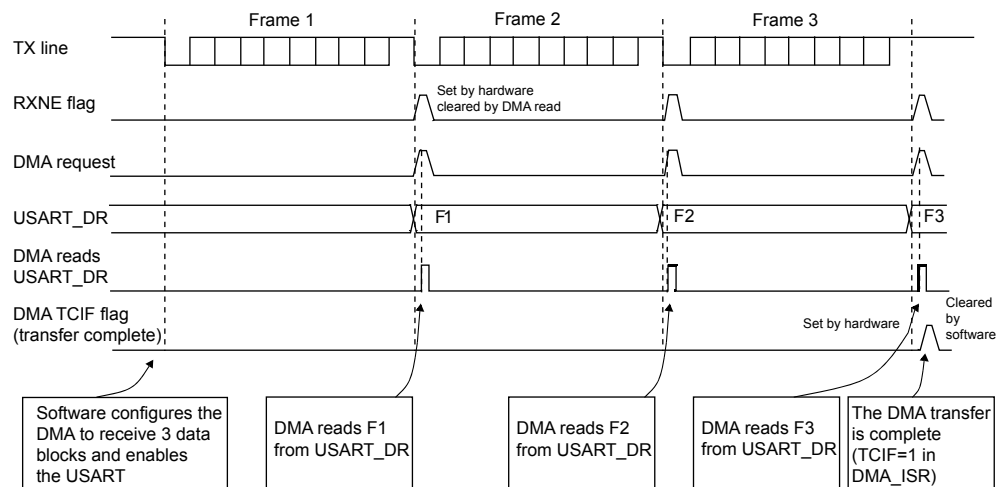 Frame 1
Frame 2
Frame 3
TX line
RXNE flag
Set by hardware
cleared by DMA read
DMA request
USART_DR
F1
F2
F3
DMA reads
USART_DR
DMA TCIF flag
(transfer complete)
Set by hardware
Cleared
by
software
Software configures the
DMA to receive 3 data
blocks and enables
the USART
DMA reads F1
from USART_DR
DMA reads F2
from USART_DR
DMA reads F3
from USART_DR
The DMA transfer
is complete
(TCIF=1 in
DMA_ISR)